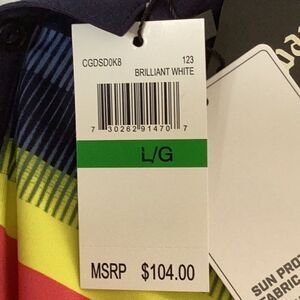 CGDSD0K8 123
BRILLIANT WHITE
7 30262 91470 7
L/G
MSRP $104.00
SUN PRO
FABRIC